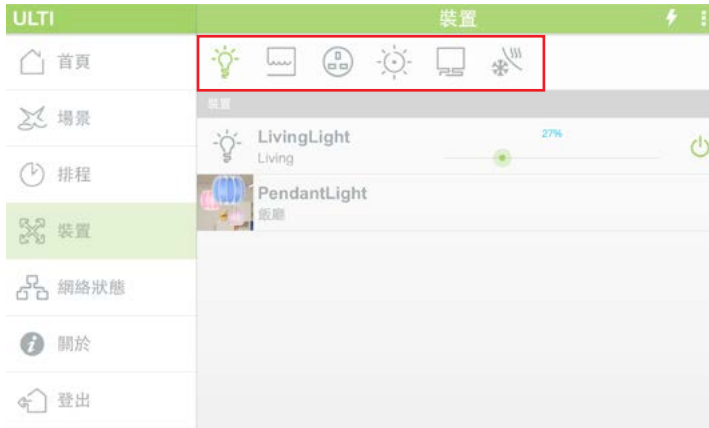 ULTI
裝置
首頁
場景
排程
裝置
網絡狀態
關於
登出
裝置
LivingLight
Living
27%
PendantLight
飯廳